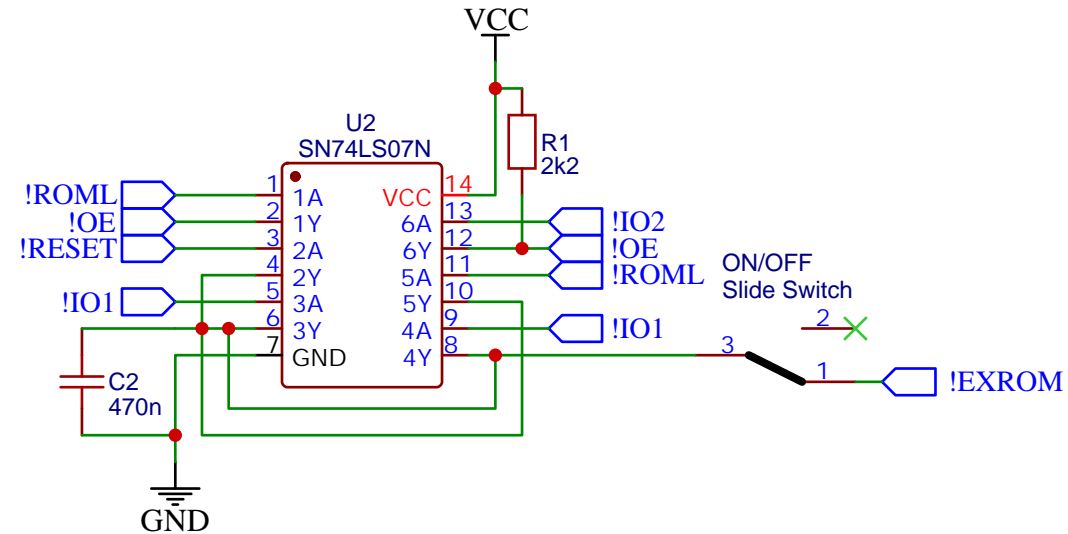 VCC
U2
SN74LS07N
R1
2k2
!ROML 1 1A VCC 14
!OE 2 1Y 6A 13 !IO2
!RESET 3 2A 6Y 12 !OE
4 2Y 5A 11 !ROML
!IO1 5 3A 5Y 10
6 3Y 4A 9 !IO1
7 GND 4Y 8
ON/OFF
Slide Switch
2
3
1 !EXROM
C2
470n
GND